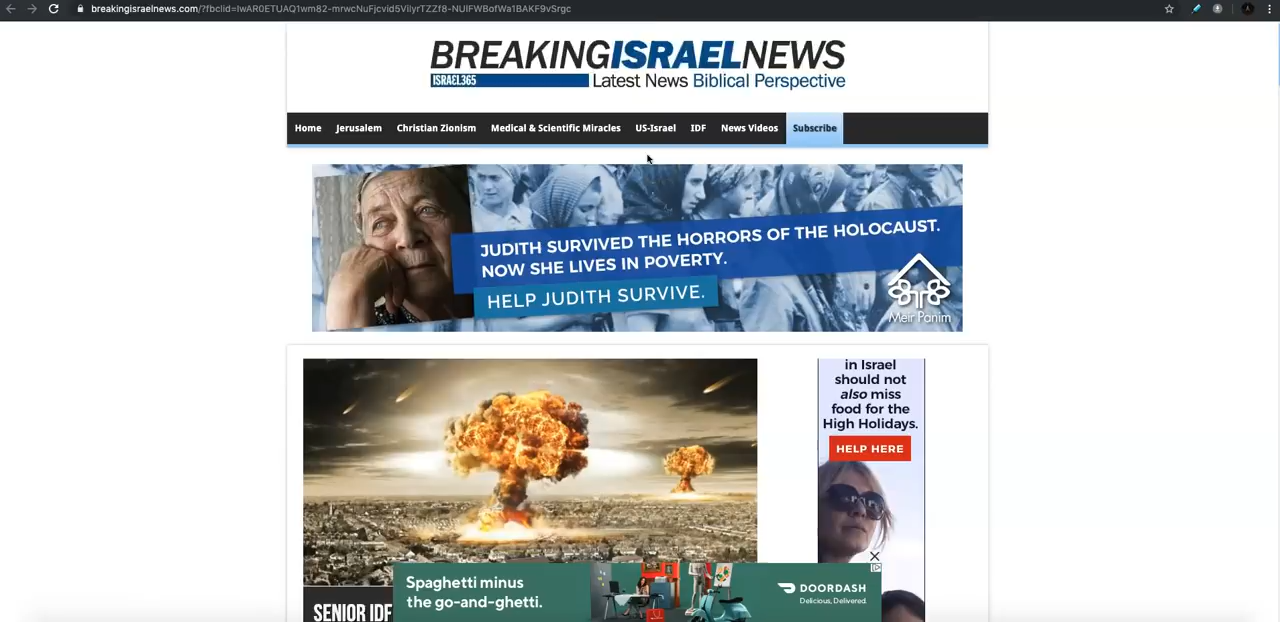 breakingisraelnews.com/?fbclid=IwAR0ETUAQ1wm82-mrwcNuFjcvid5ViIyrTZZf8-NUIFWBofWa1BAKF9vSrgc
BREAKINGISRAELNEWS
ISRAEL365 Latest News Biblical Perspective
Home Jerusalem Christian Zionism Medical & Scientific Miracles US-Israel IDF News Videos Subscribe
JUDITH SURVIVED THE HORRORS OF THE HOLOCAUST.
NOW SHE LIVES IN POVERTY.
HELP JUDITH SURVIVE.
Meir Panim
in Israel
should not
also miss
food for the
High Holidays.
HELP HERE
SENIOR IDF
Spaghetti minus
the go-and-ghetti.
DOORDASH
Delicious, Delivered.